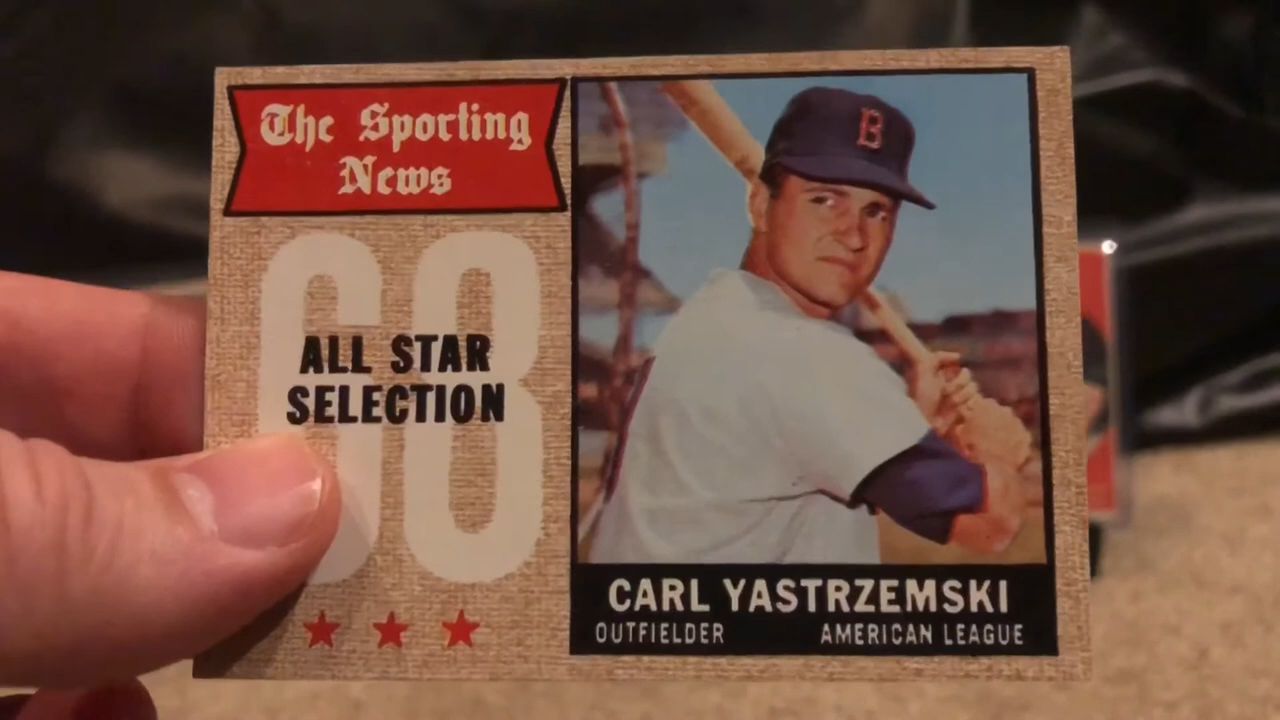 The Sporting
News
68
ALL STAR
SELECTION
B
CARL YASTRZEMSKI
OUTFIELDER AMERICAN LEAGUE